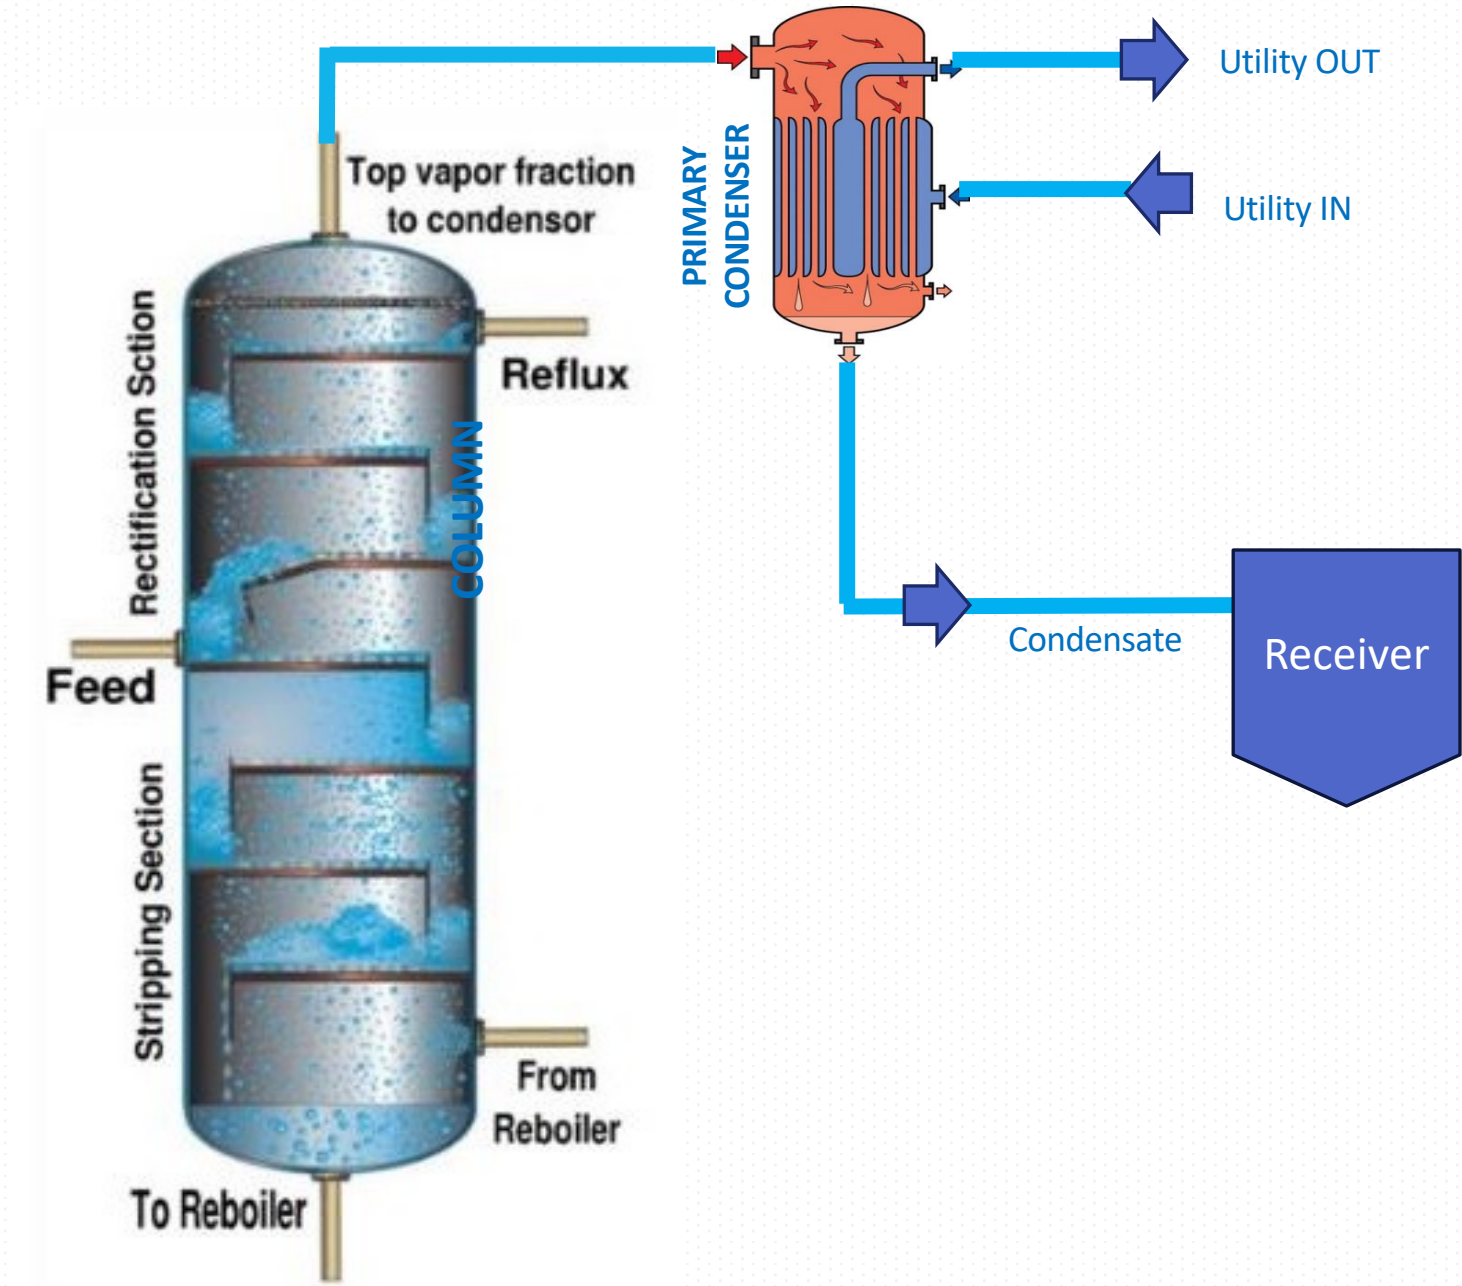 Utility OUT
Top vapor fraction
to condensor
PRIMARY
CONDENSER
Utility IN
Rectification Sction
Reflux
COLUMN
Feed
Condensate
Receiver
Stripping Section
From
Reboiler
To Reboiler